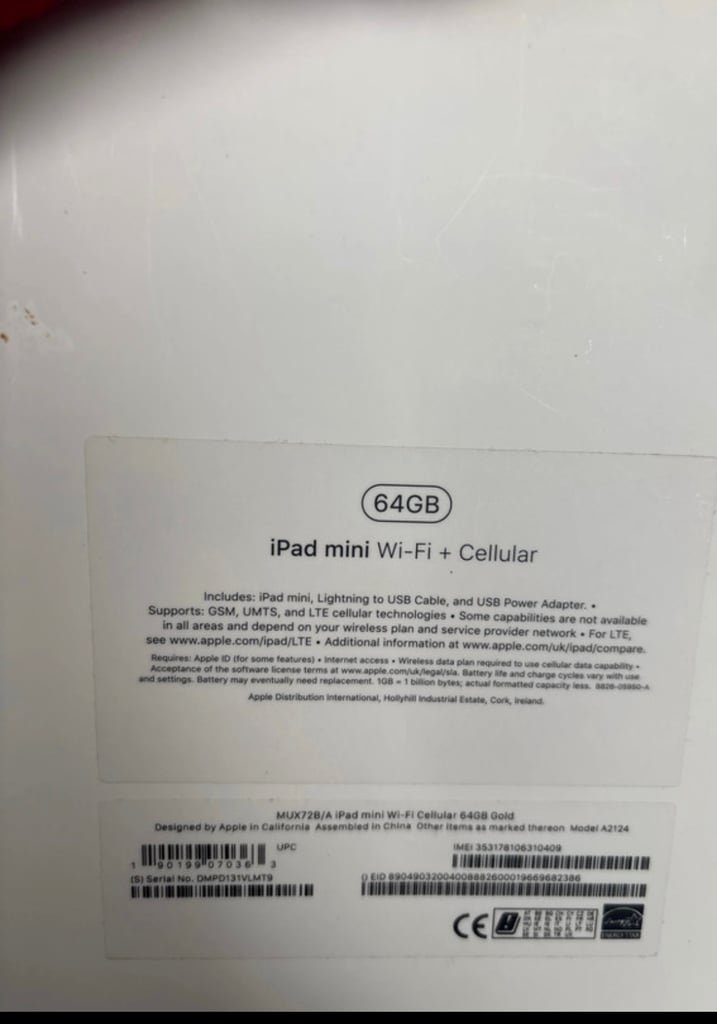 64GB
iPad mini Wi-Fi + Cellular
Includes: iPad mini, Lightning to USB Cable, and USB Power Adapter. •
Supports: GSM, UMTS, and LTE cellular technologies • Some capabilities are not available
in all areas and depend on your wireless plan and service provider network • For LTE,
see www.apple.com/ipad/LTE • Additional information at www.apple.com/uk/ipad/compare.
Requires: Apple ID (for some features) • Internet access • Wireless data plan required to use cellular data capability •
Acceptance of the software license terms at www.apple.com/uk/legal/sla. Battery life and charge cycles vary with use
and settings. Battery may eventually need replacement. 1GB = 1 billion bytes; actual formatted capacity less.
Apple Distribution International, Hollyhill Industrial Estate, Cork, Ireland.
MUX72B/A iPad mini Wi-Fi Cellular 64GB Gold
Designed by Apple in California Assembled in China Other items as marked thereon Model A2124
UPC
1 90199 07036 3
IMEI 353178106310409
(S) Serial No. DMPD131VLMT9
EID 89049032004008882600019669682386
CE